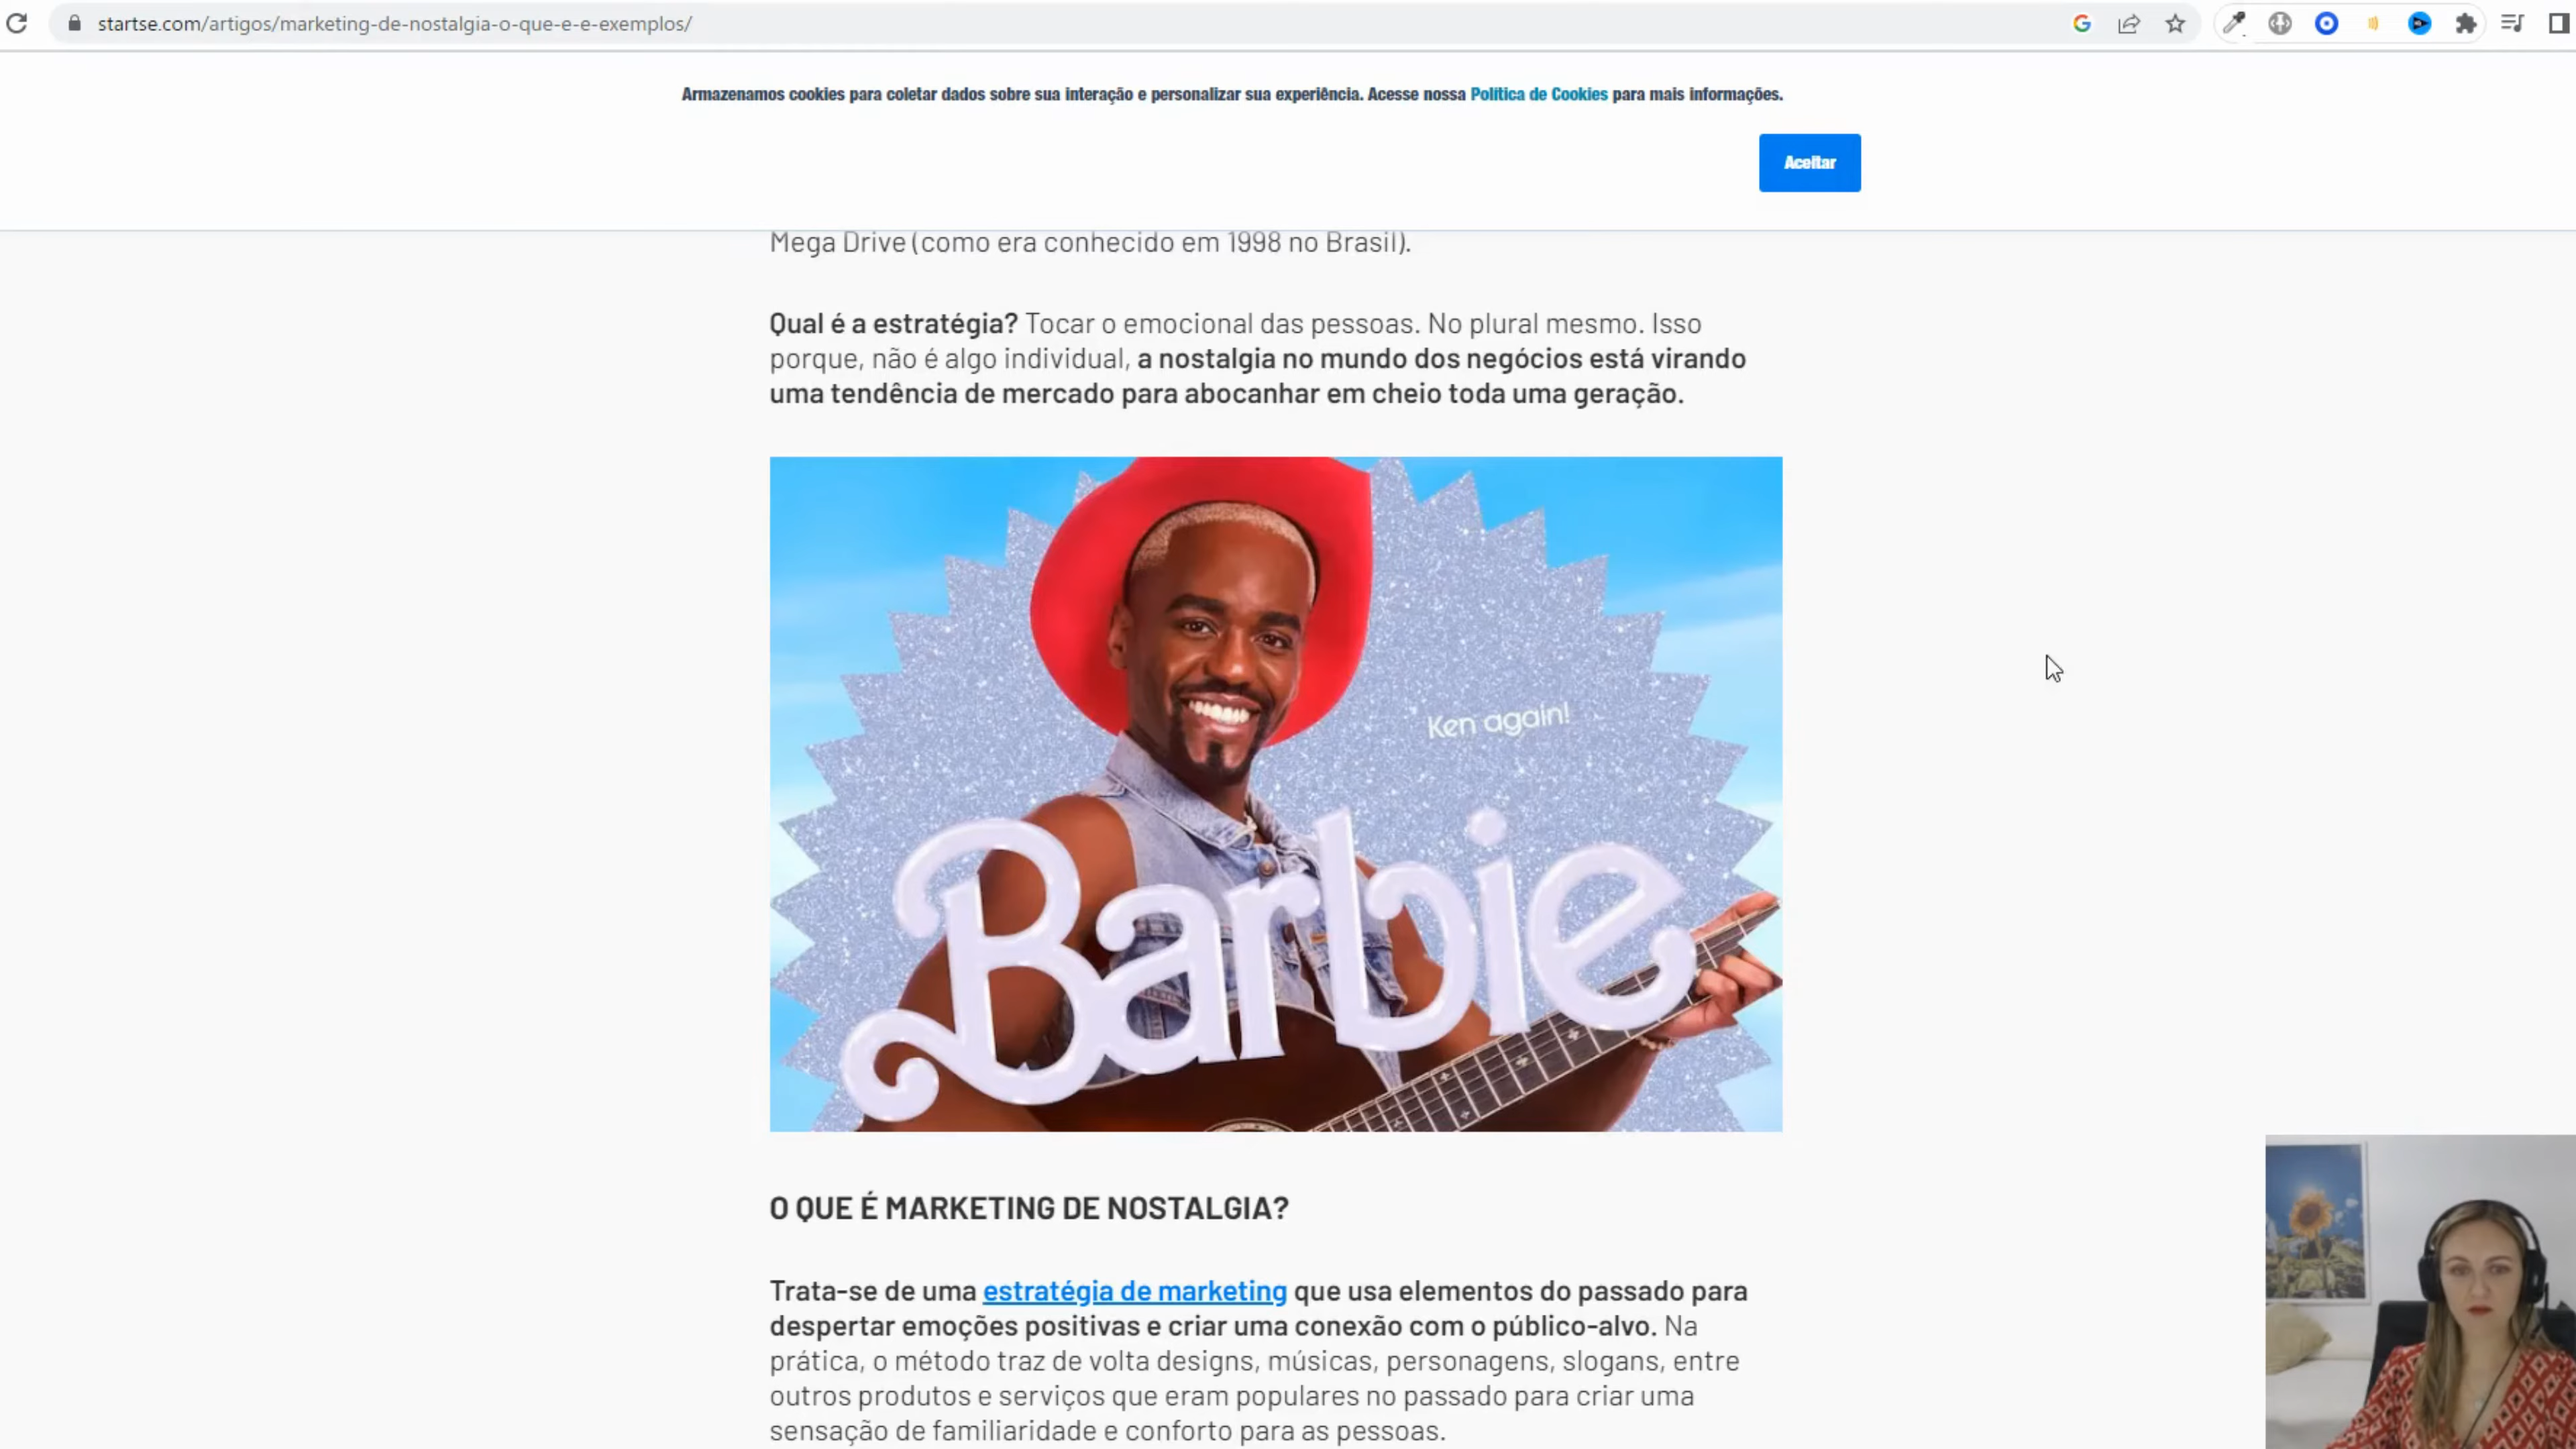 startse.com/artigos/marketing-de-nostalgia-o-que-e-e-exemplos/
Armazenamos cookies para coletar dados sobre sua interação e personalizar sua experiência. Acesse nossa Política de Cookies para mais informações.
Aceitar
Mega Drive (como era conhecido em 1998 no Brasil).
Qual é a estratégia? Tocar o emocional das pessoas. No plural mesmo. Isso
porque, não é algo individual, a nostalgia no mundo dos negócios está virando
uma tendência de mercado para abocanhar em cheio toda uma geração.
Ken again!
Barbie
O QUE É MARKETING DE NOSTALGIA?
Trata-se de uma estratégia de marketing que usa elementos do passado para
despertar emoções positivas e criar uma conexão com o público-alvo. Na
prática, o método traz de volta designs, músicas, personagens, slogans, entre
outros produtos e serviços que eram populares no passado para criar uma
sensação de familiaridade e conforto para as pessoas.